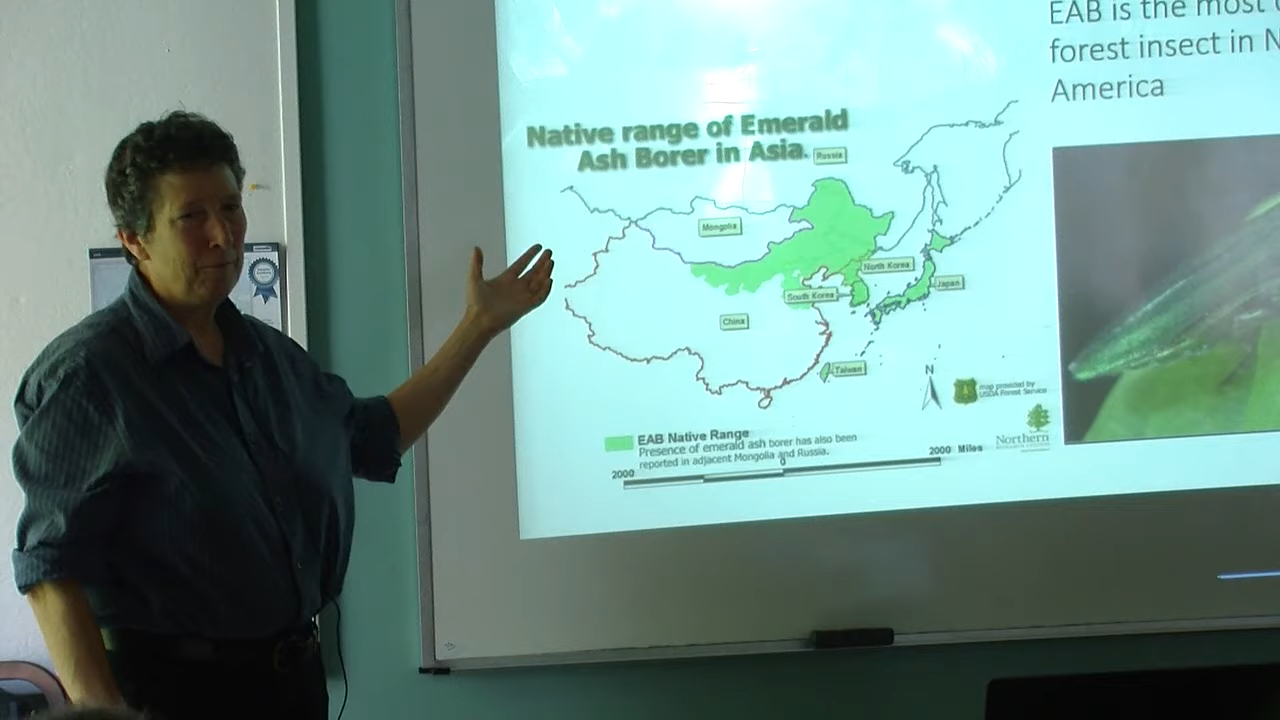 EAB is the most
forest insect in N
America
Native range of Emerald
Ash Borer in Asia.
Russia
Mongolia
North Korea
Japan
South Korea
China
Taiwan
N
map provided by
USDA Forest Service
Northern
EAB Native Range
Presence of emerald ash borer has also been
reported in adjacent Mongolia and Russia.
2000
0
2000 Miles